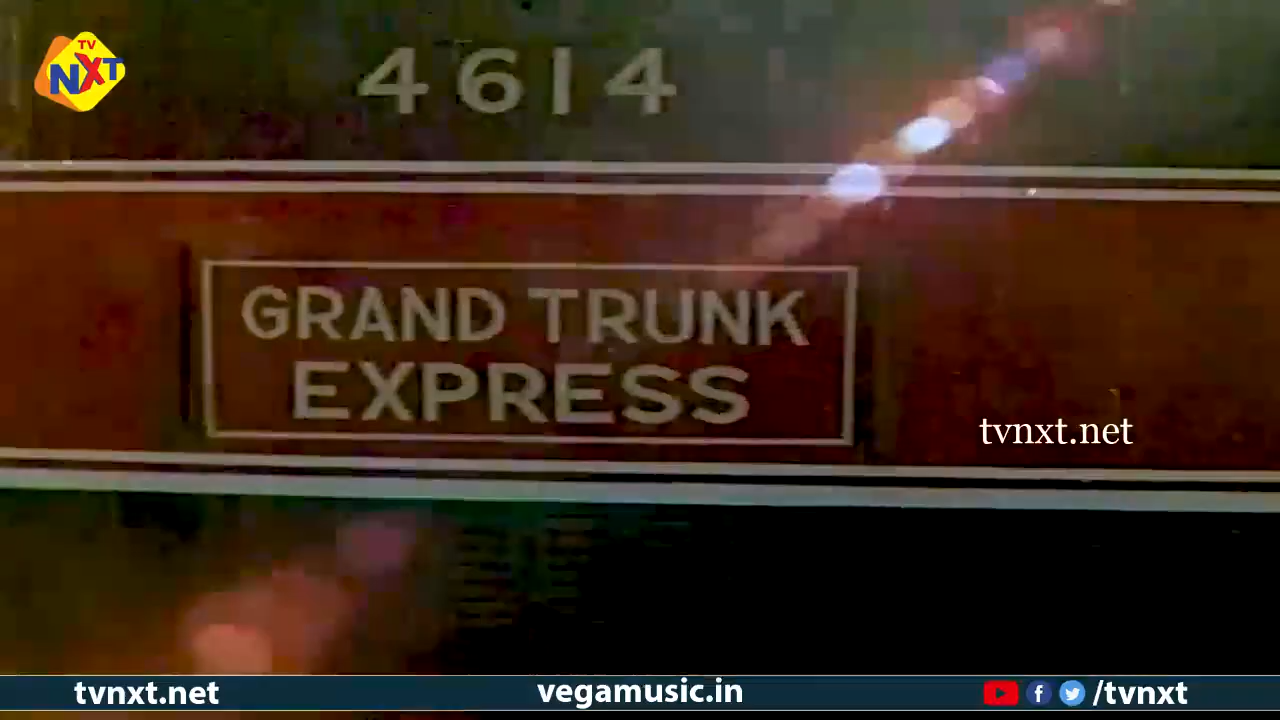 TV
NXT
4614
GRAND TRUNK
EXPRESS
tvnxt.net
tvnxt.net
vegamusic.in
f
/tvnxt